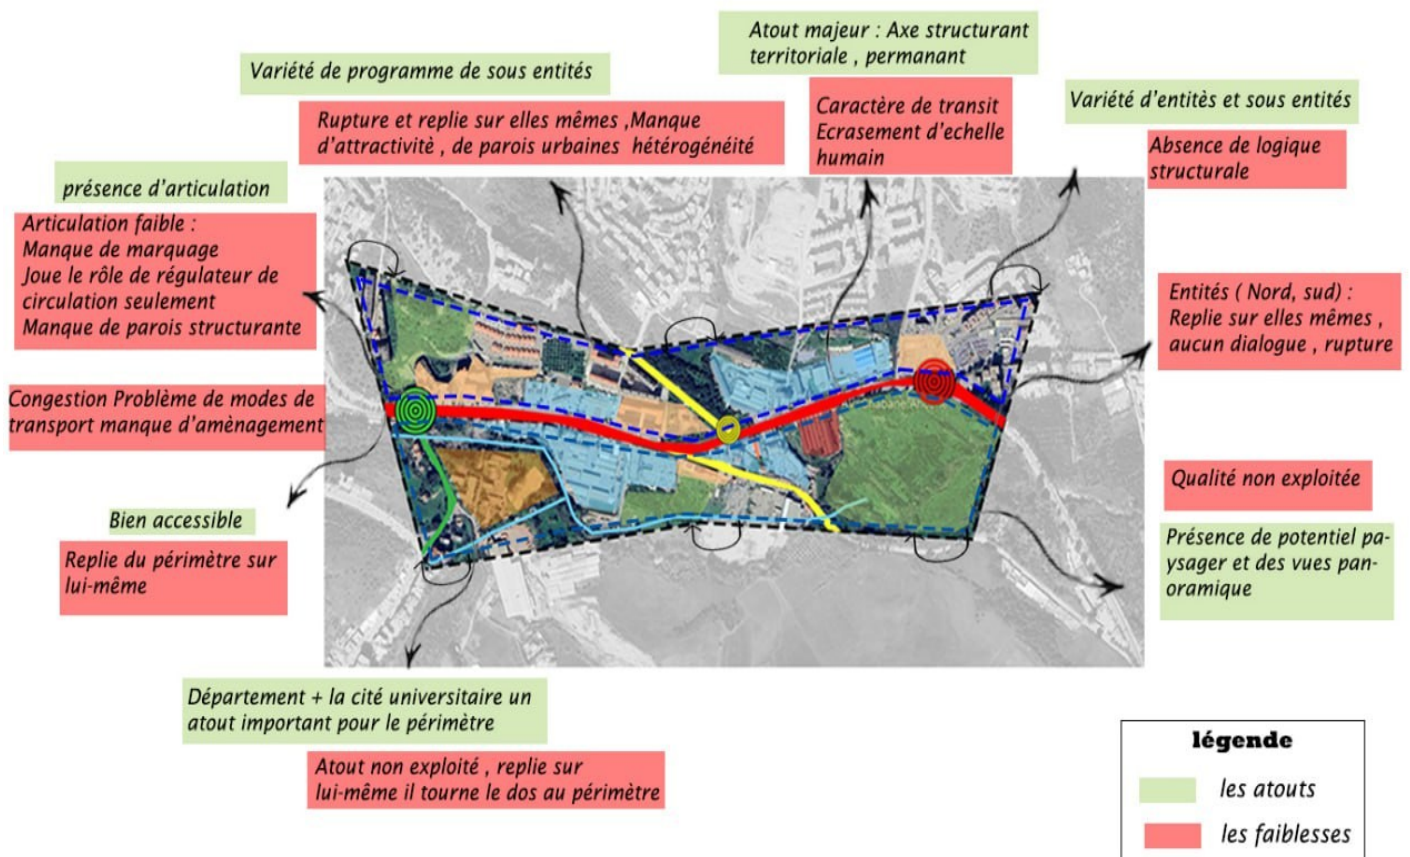 Atout majeur : Axe structurant
territoriale , permanant
Variété de programme de sous entités
Caractère de transit
Ecrasement d'echelle
humain
Variété d'entitès et sous entités
Rupture et replie sur elles mêmes ,Manque
d'attractivitè , de parois urbaines hétérogénéité
Absence de logique
structurale
présence d'articulation
Articulation faible :
Manque de marquage
Joue le rôle de régulateur de
circulation seulement
Manque de parois structurante
Entités ( Nord, sud) :
Replie sur elles mêmes ,
aucun dialogue , rupture
Congestion Problème de modes de
transport manque d'amènagement
Qualité non exploitée
Bien accessible
Replie du périmètre sur
lui-même
Présence de potentiel pa-
ysager et des vues pan-
oramique
Département + la cité universitaire un
atout important pour le périmètre
Atout non exploité , replie sur
lui-même il tourne le dos au périmètre
légende
les atouts
les faiblesses